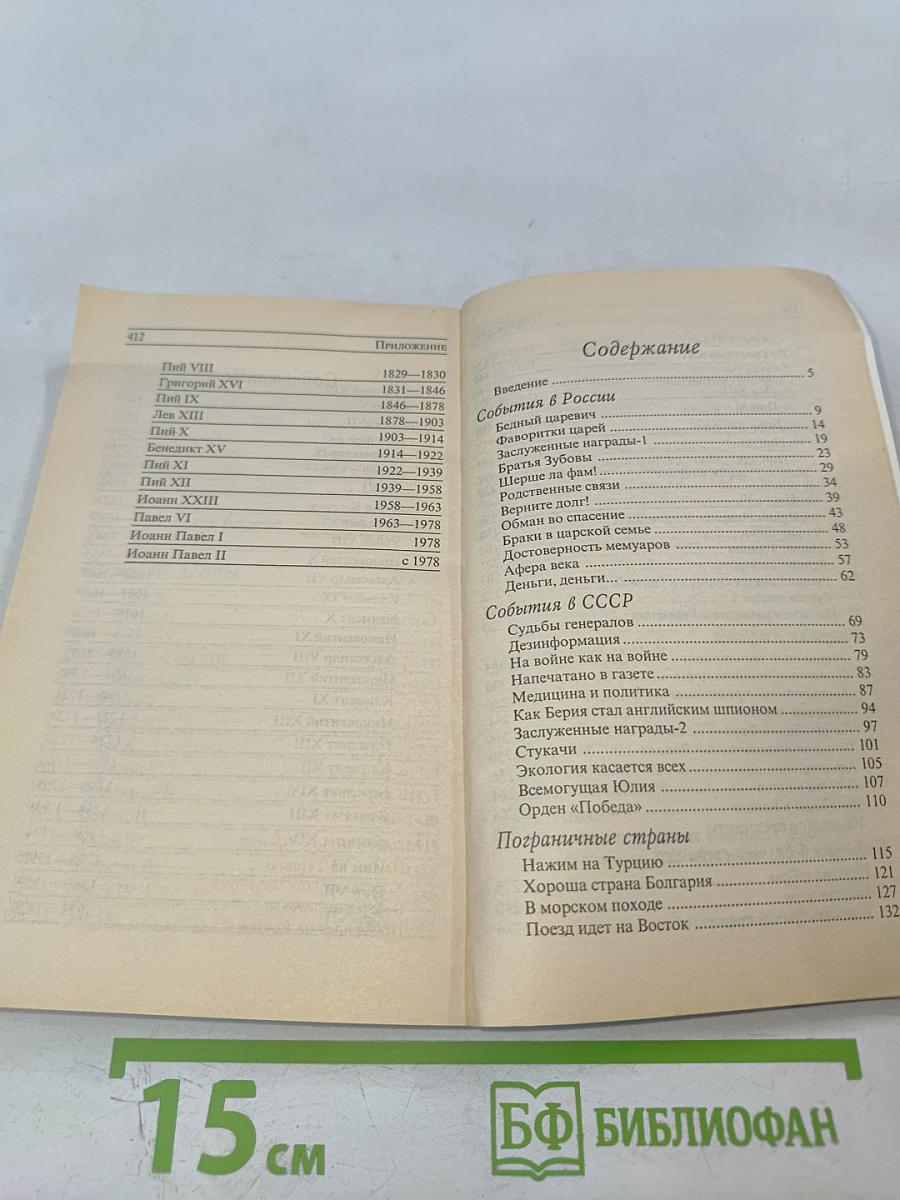 412
Приложение
Пий VIII 1829—1830
Григорий XVI 1831—1846
Пий IX 1846—1878
Лев XIII 1878—1903
Пий X 1903—1914
Бенедикт XV 1914—1922
Пий XI 1922—1939
Пий XII 1939—1958
Иоанн XXIII 1958—1963
Павел VI 1963—1978
Иоанн Павел I 1978
Иоанн Павел II с 1978
Содержание
Введение 5
События в России
Бедный царевич 9
Фаворитки царей 14
Заслуженные награды-1 19
Братья Зубовы 23
Шерше ла фам! 29
Родственные связи 34
Верните долг! 39
Обман во спасение 43
Браки в царской семье 48
Достоверность мемуаров 53
Афера века 57
Деньги, деньги... 62
События в СССР
Судьбы генералов 69
Дезинформация 73
На войне как на войне 79
Напечатано в газете 83
Медицина и политика 87
Как Берия стал английским шпионом 94
Заслуженные награды-2 97
Стукачи 101
Экология касается всех 105
Всемогущая Юлия 107
Орден «Победа» 110
Пограничные страны
Нажим на Турцию 115
Хороша страна Болгария 121
В морском походе 127
Поезд идет на Восток 132
15 см
БФ БИБЛИОФАН